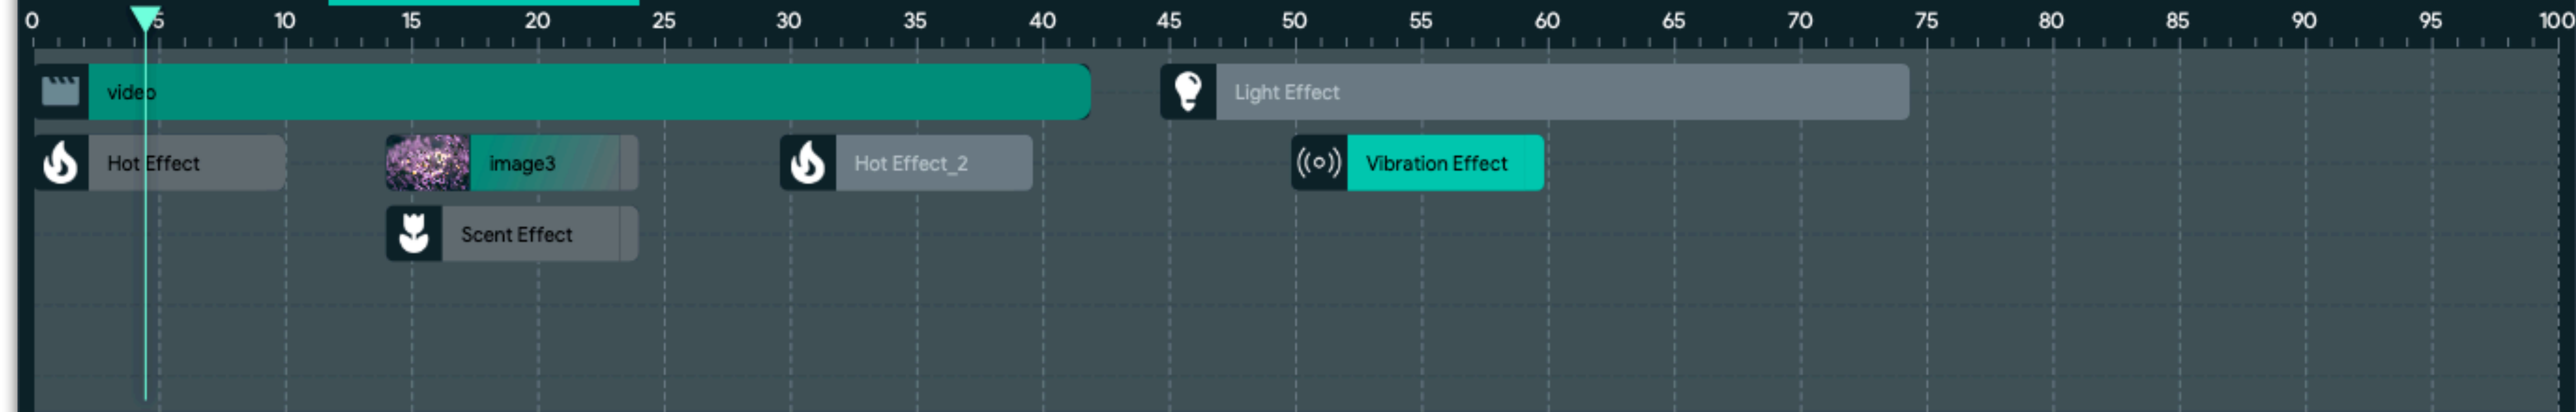 0 5 10 15 20 25 30 35 40 45 50 55 60 65 70 75 80 85 90 95 100
video Light Effect
Hot Effect image3 Hot Effect_2 Vibration Effect
Scent Effect